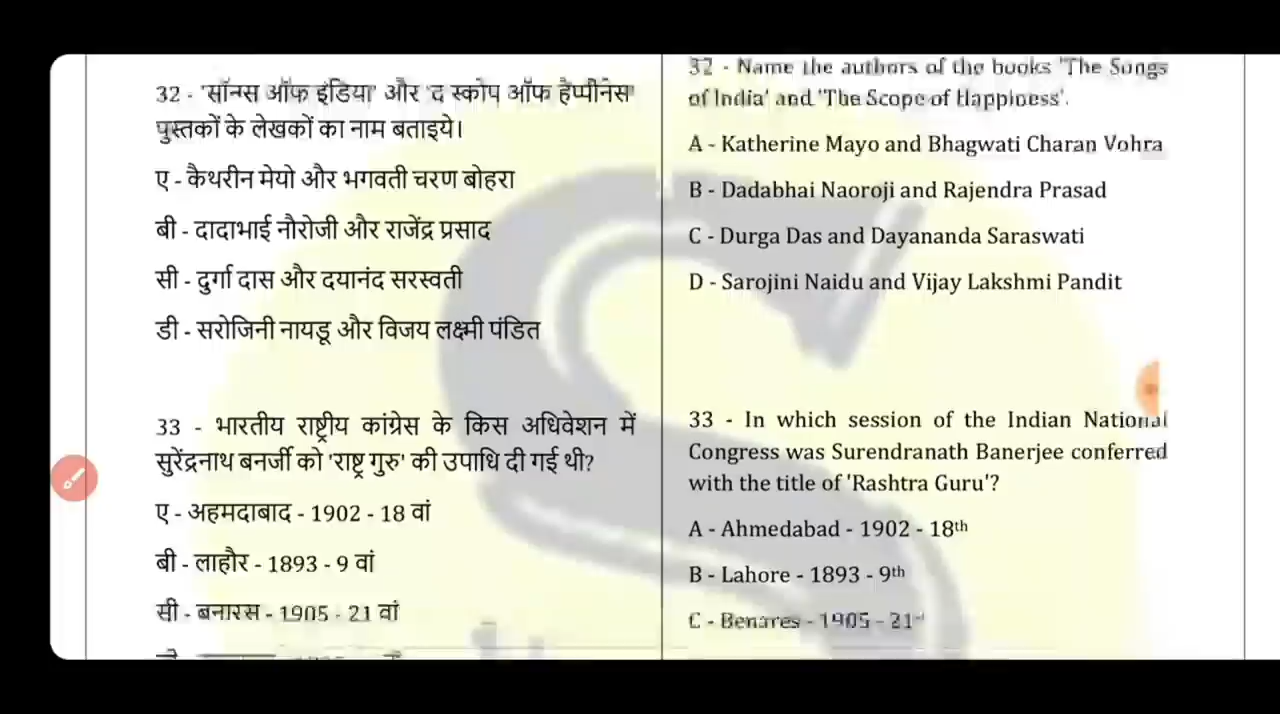 32 - 'सॉन्ग्स ऑफ इंडिया' और 'द स्कोप ऑफ हैप्पीनेस'
पुस्तकों के लेखकों का नाम बताइये।
ए - कैथरीन मेयो और भगवती चरण बोहरा
बी - दादाभाई नौरोजी और राजेंद्र प्रसाद
सी - दुर्गा दास और दयानंद सरस्वती
डी - सरोजिनी नायडू और विजय लक्ष्मी पंडित
33 - भारतीय राष्ट्रीय कांग्रेस के किस अधिवेशन में
सुरेंद्रनाथ बनर्जी को 'राष्ट्र गुरु' की उपाधि दी गई थी?
ए - अहमदाबाद - 1902 - 18 वां
बी - लाहौर - 1893 - 9 वां
सी - बनारस - 1905 - 21 वां
32 - Name the authors of the books 'The Songs
of India' and 'The Scope of Happiness'.
A - Katherine Mayo and Bhagwati Charan Vohra
B - Dadabhai Naoroji and Rajendra Prasad
C - Durga Das and Dayananda Saraswati
D - Sarojini Naidu and Vijay Lakshmi Pandit
33 - In which session of the Indian National
Congress was Surendranath Banerjee conferred
with the title of 'Rashtra Guru'?
A - Ahmedabad - 1902 - 18th
B - Lahore - 1893 - 9th
C - Benares - 1905 - 21st